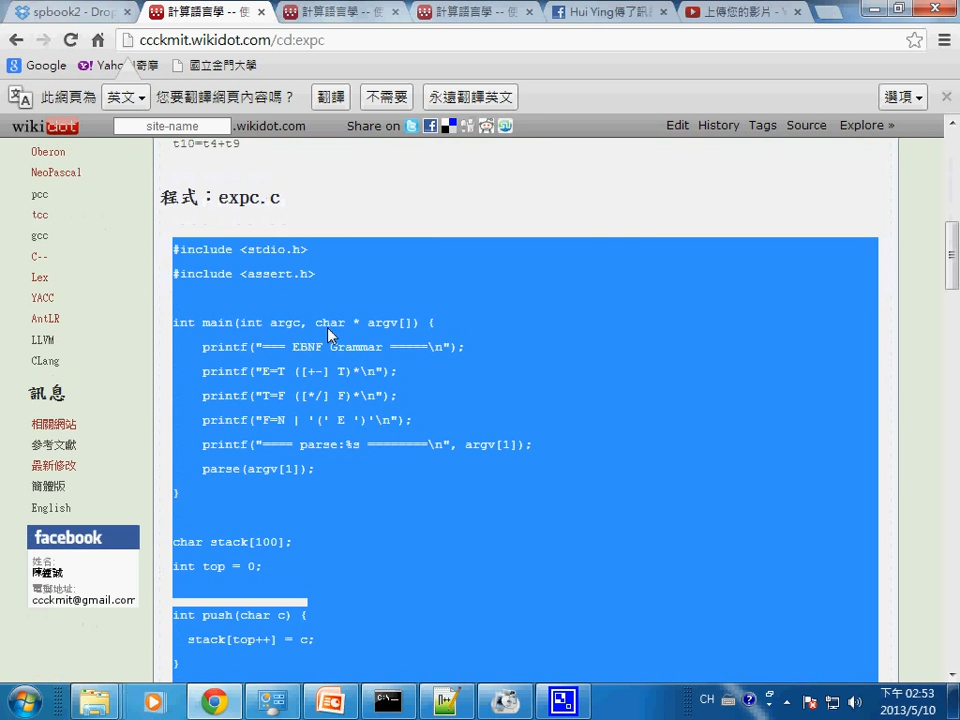 spbook2 - Drop
計算語言學 -- 使
計算語言學 -- 使
計算語言學 -- 使
Hui Ying傳了訊息
上傳您的影片 - Y
ccckmit.wikidot.com/cd:expc
Google
Yahoo!奇摩
國立金門大學
此網頁為 英文 您要翻譯網頁內容嗎？ 翻譯 不需要 永遠翻譯英文 選項
wikidot site-name .wikidot.com Share on Edit History Tags Source Explore »
Oberon
NeoPascal
pcc
tcc
gcc
C--
Lex
YACC
AntLR
LLVM
CLang
訊息
相關網站
參考文獻
最新修改
簡體版
English
facebook
姓名:
陳鍾誠
電郵地址:
ccckmit@gmail.com
t10=t4+t9
程式：expc.c
#include <stdio.h>
#include <assert.h>
int main(int argc, char * argv[]) {
printf("=== EBNF Grammar =====\n");
printf("E=T ([+-] T)*\n");
printf("T=F ([*/] F)*\n");
printf("F=N | '(' E ')'\n");
printf("==== parse:%s ========\n", argv[1]);
parse(argv[1]);
}
char stack[100];
int top = 0;
int push(char c) {
stack[top++] = c;
}
CH
下午 02:53
2013/5/10